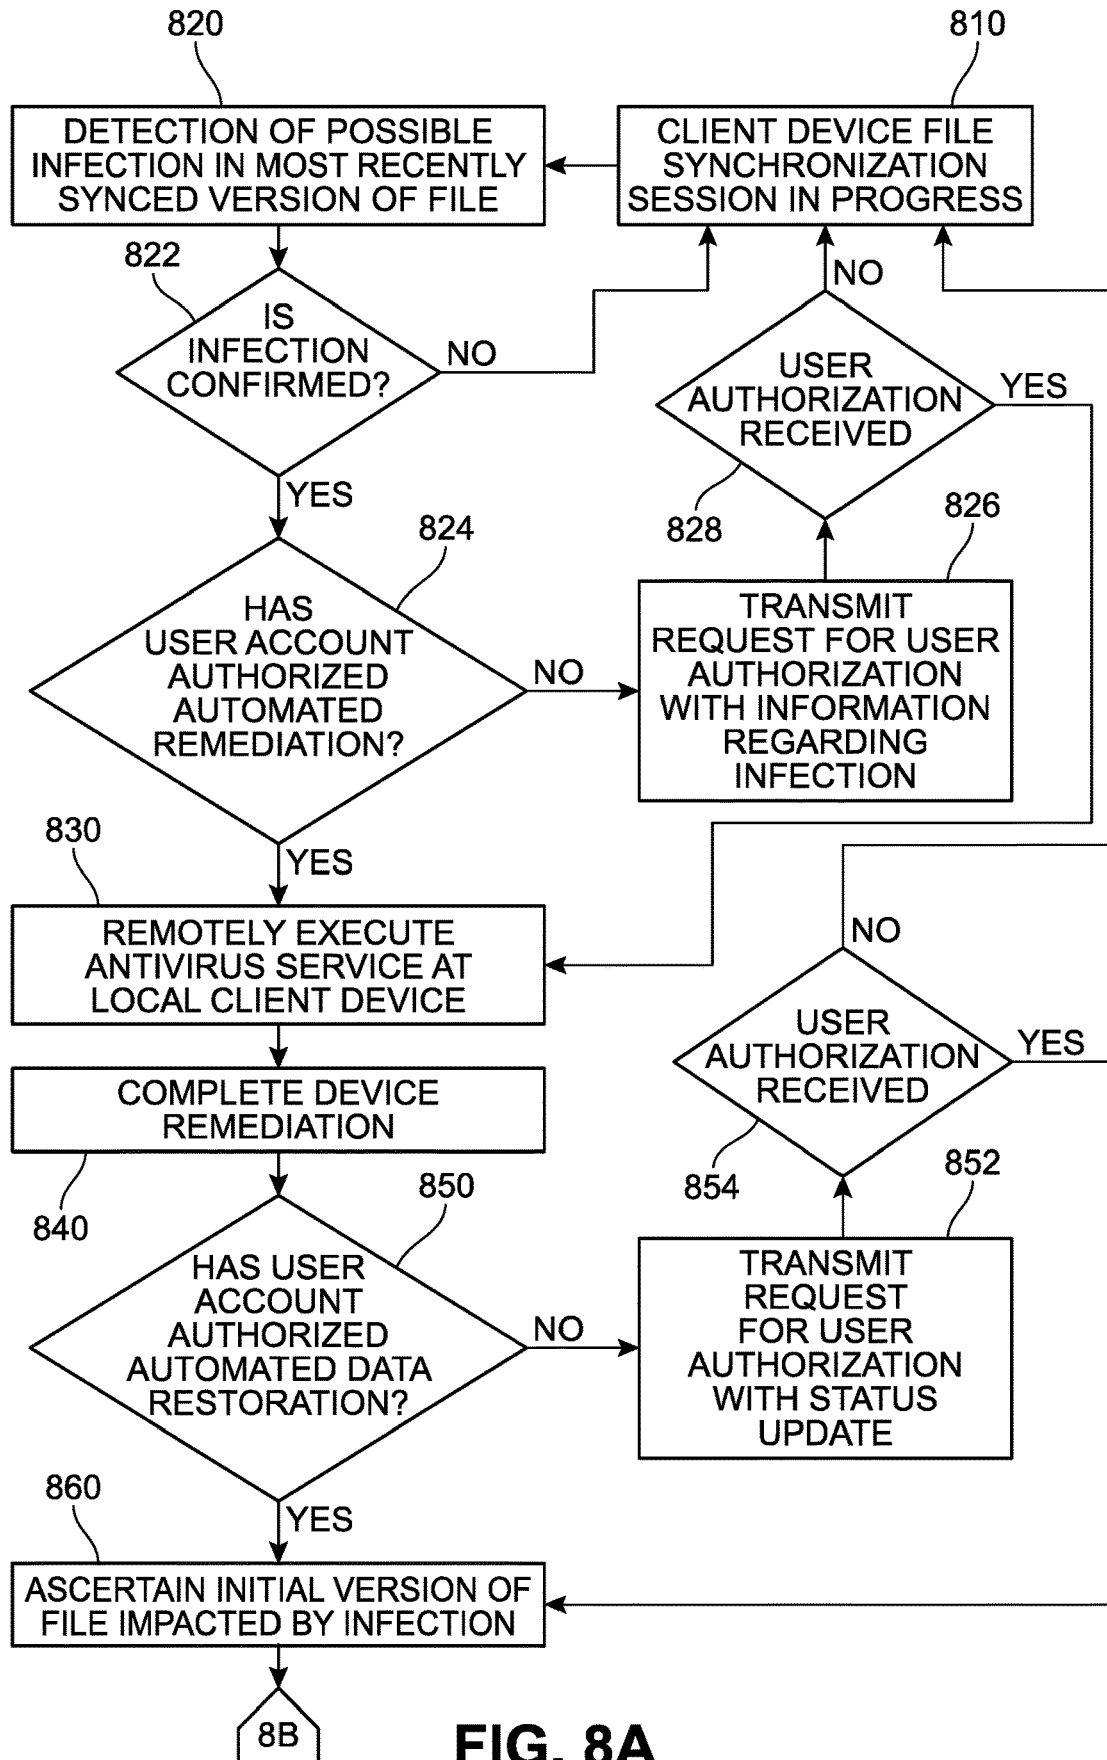 820
810
DETECTION OF POSSIBLE
INFECTION IN MOST RECENTLY
SYNCED VERSION OF FILE
CLIENT DEVICE FILE
SYNCHRONIZATION
SESSION IN PROGRESS
822
IS
INFECTION
CONFIRMED?
NO
NO
USER
AUTHORIZATION
RECEIVED
YES
828
YES
824
826
HAS
USER ACCOUNT
AUTHORIZED
AUTOMATED
REMEDIATION?
NO
TRANSMIT
REQUEST FOR USER
AUTHORIZATION
WITH INFORMATION
REGARDING
INFECTION
830
YES
REMOTELY EXECUTE
ANTIVIRUS SERVICE AT
LOCAL CLIENT DEVICE
NO
USER
AUTHORIZATION
RECEIVED
YES
854
COMPLETE DEVICE
REMEDIATION
840
850
852
HAS USER
ACCOUNT
AUTHORIZED
AUTOMATED DATA
RESTORATION?
NO
TRANSMIT
REQUEST
FOR USER
AUTHORIZATION
WITH STATUS
UPDATE
860
YES
ASCERTAIN INITIAL VERSION OF
FILE IMPACTED BY INFECTION
8B
FIG. 8A